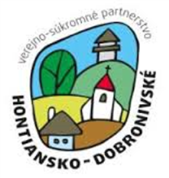 verejno-súkromné partnerstvo
HONTIANSKO-DOBRONIVSKÉ